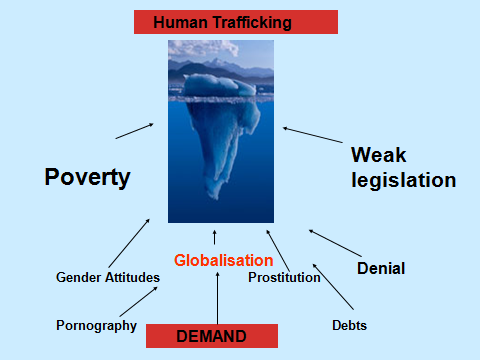 Human Trafficking
Poverty
Weak
legislation
Globalisation
Gender Attitudes
Prostitution
Denial
Pornography
Debts
DEMAND